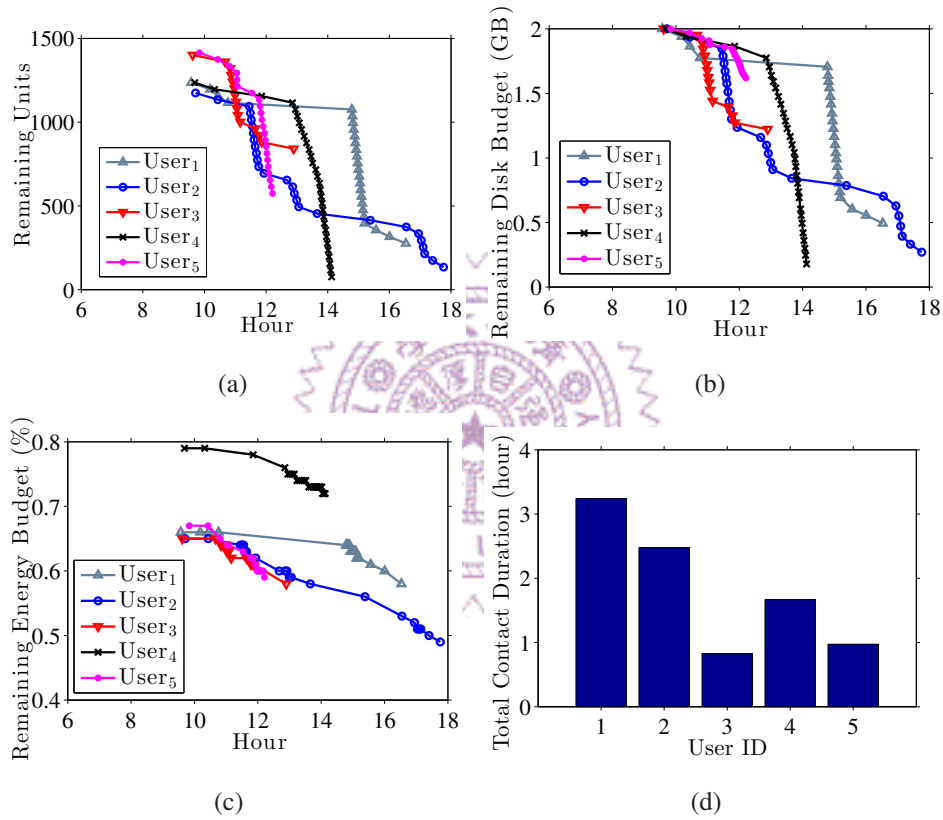 1500
1000
500
0
Remaining Units
6 8 10 12 14 16 18
Hour
User1
User2
User3
User4
User5
(a)
2
1.5
1
0.5
0
Remaining Disk Budget (GB)
6 8 10 12 14 16 18
Hour
User1
User2
User3
User4
User5
(b)
0.8
0.7
0.6
0.5
0.4
Remaining Energy Budget (%)
6 8 10 12 14 16 18
Hour
User1
User2
User3
User4
User5
(c)
4
3
2
1
0
Total Contact Duration (hour)
1 2 3 4 5
User ID
(d)